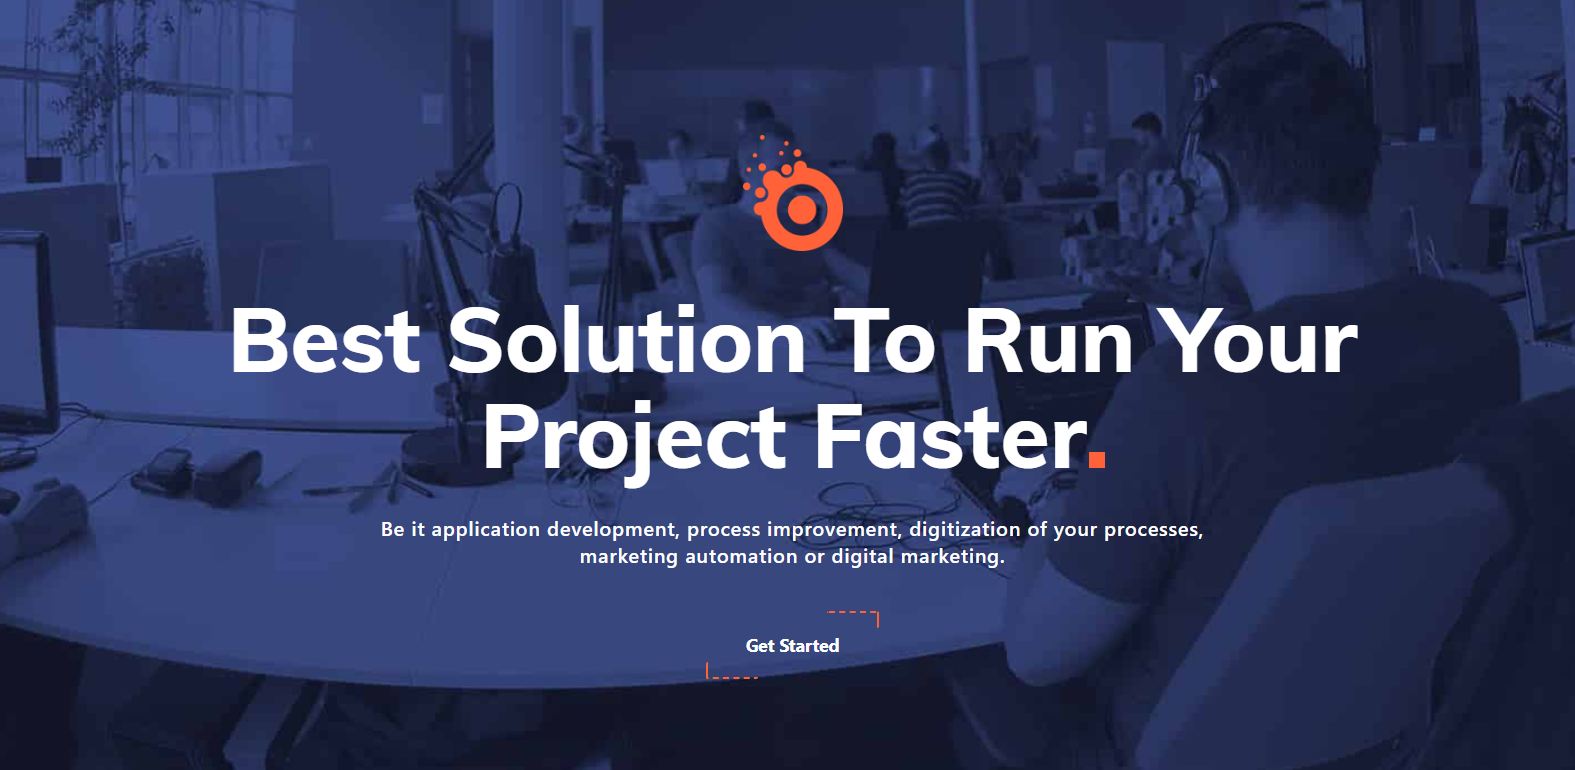 Best Solution To Run Your
Project Faster.
Be it application development, process improvement, digitization of your processes,
marketing automation or digital marketing.
Get Started